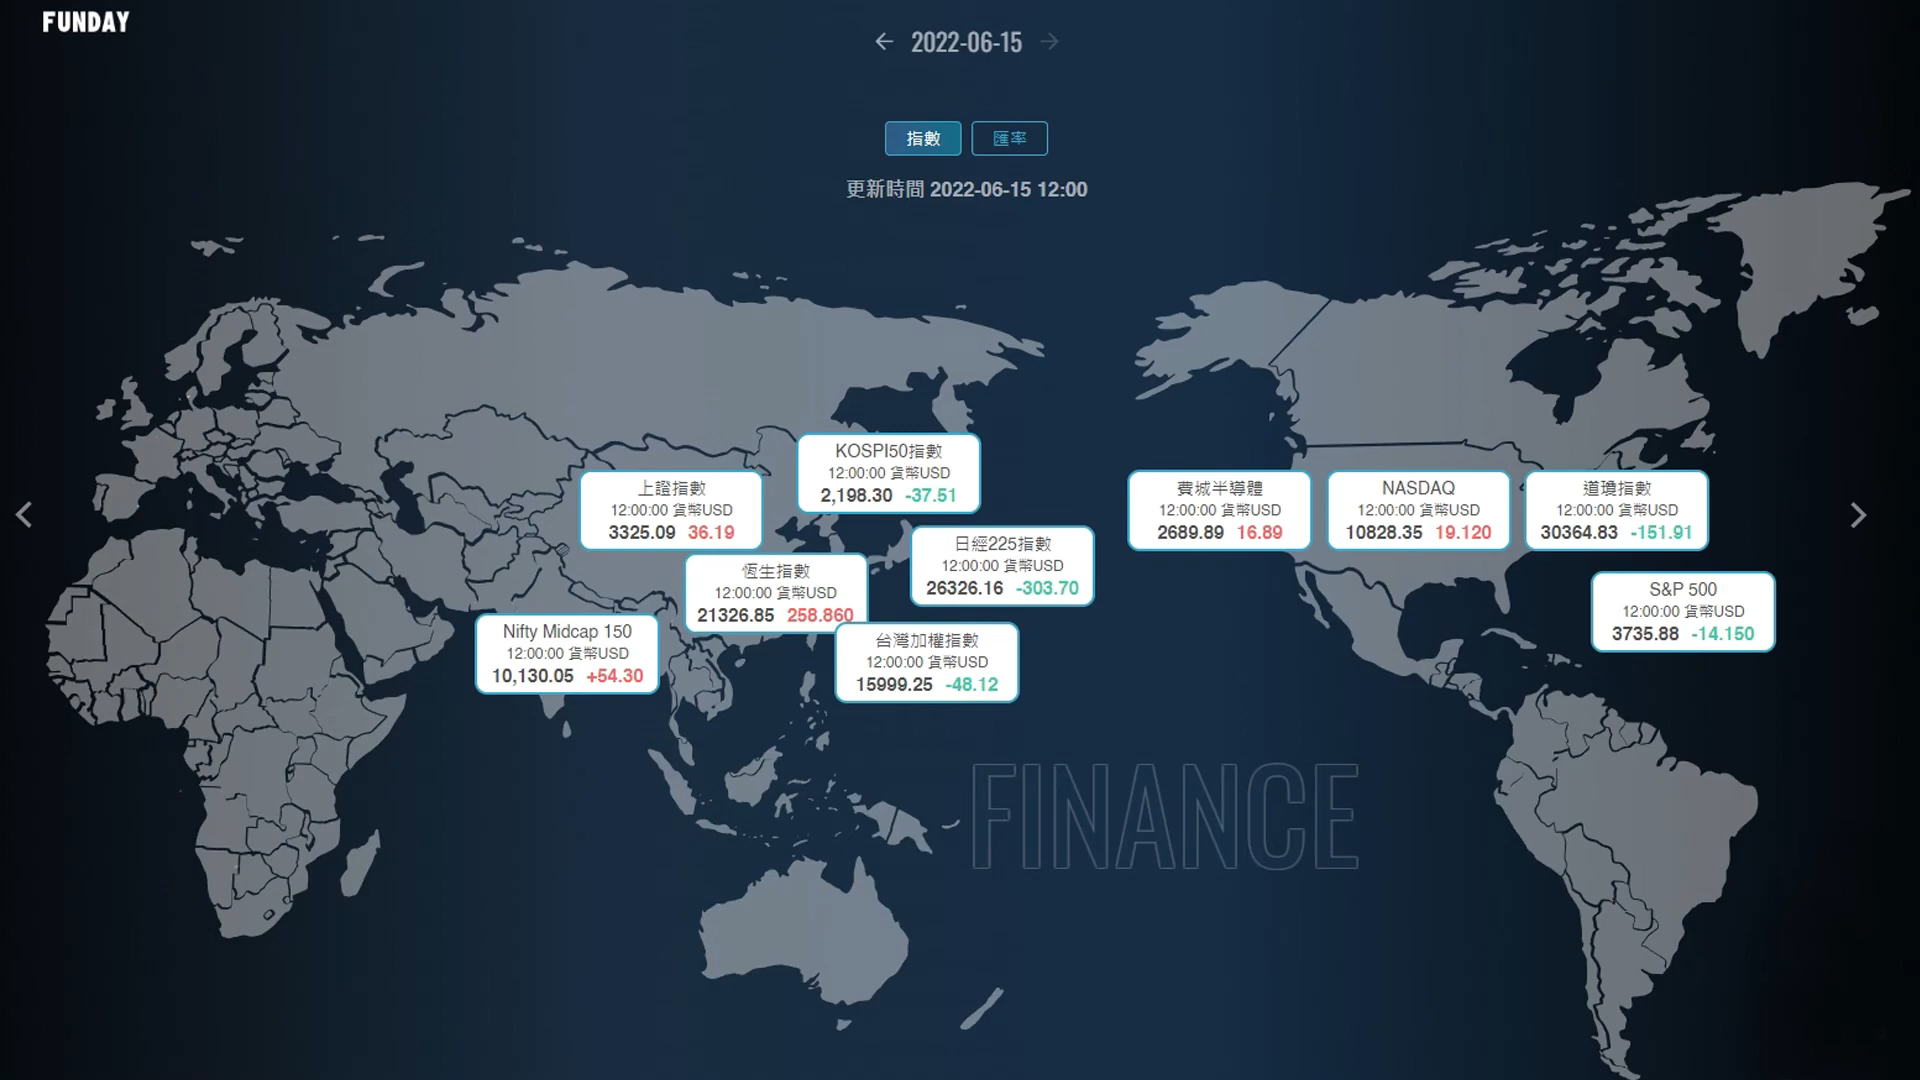 FUNDAY
2022-06-15
指數 匯率
更新時間 2022-06-15 12:00
KOSPI50指數
12:00:00 貨幣USD
2,198.30 -37.51
上證指數
12:00:00 貨幣USD
3325.09 36.19
費城半導體
12:00:00 貨幣USD
2689.89 16.89
NASDAQ
12:00:00 貨幣USD
10828.35 19.120
道瓊指數
12:00:00 貨幣USD
30364.83 -151.91
日經225指數
12:00:00 貨幣USD
26326.16 -303.70
恆生指數
12:00:00 貨幣USD
21326.85 258.860
S&P 500
12:00:00 貨幣USD
3735.88 -14.150
Nifty Midcap 150
12:00:00 貨幣USD
10,130.05 +54.30
台灣加權指數
12:00:00 貨幣USD
15999.25 -48.12
FINANCE